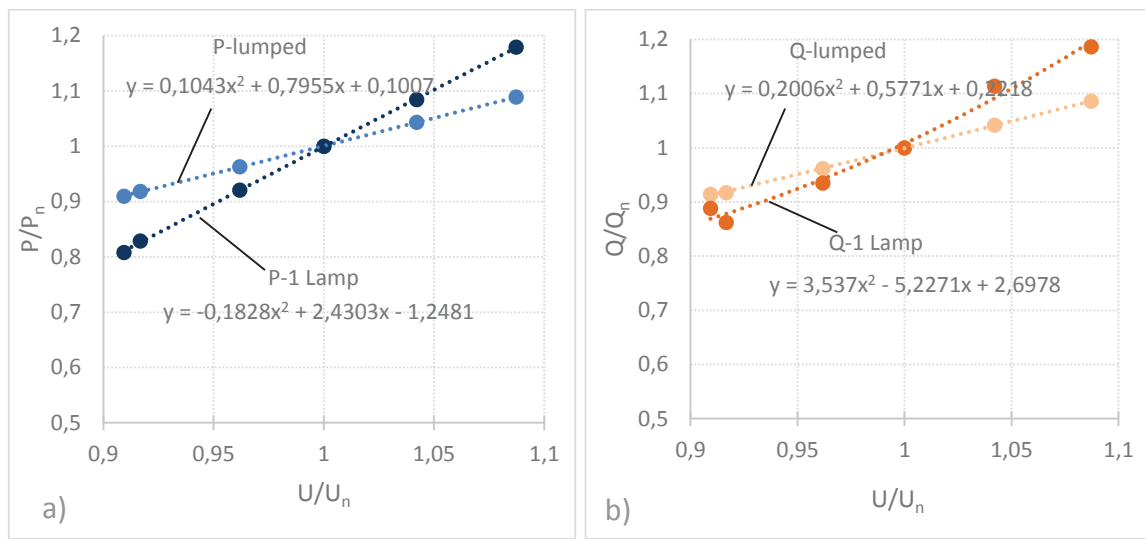 P/Pₙ
1,2
1,1
1
0,9
0,8
0,7
0,6
0,5
P-lumped
y = 0,1043x² + 0,7955x + 0,1007
P-1 Lamp
y = -0,1828x² + 2,4303x - 1,2481
0,9 0,95 1 1,05 1,1
U/Uₙ
a)
Q/Qₙ
1,2
1,1
1
0,9
0,8
0,7
0,6
0,5
Q-lumped
y = 0,2006x² + 0,5771x + 0,2218
Q-1 Lamp
y = 3,537x² - 5,2271x + 2,6978
0,9 0,95 1 1,05 1,1
U/Uₙ
b)